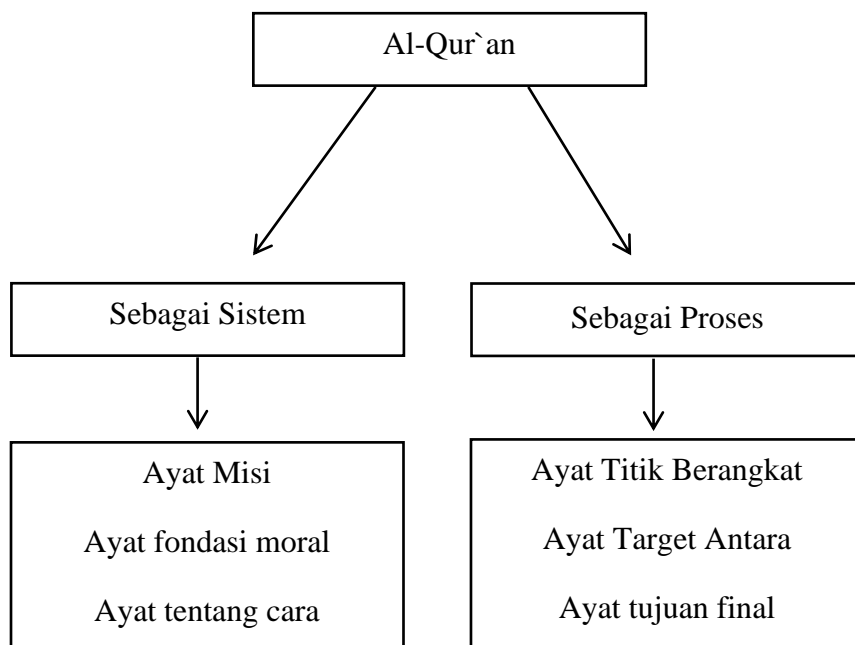 Al-Qur`an
Sebagai Sistem
Sebagai Proses
Ayat Misi
Ayat fondasi moral
Ayat tentang cara
Ayat Titik Berangkat
Ayat Target Antara
Ayat tujuan final